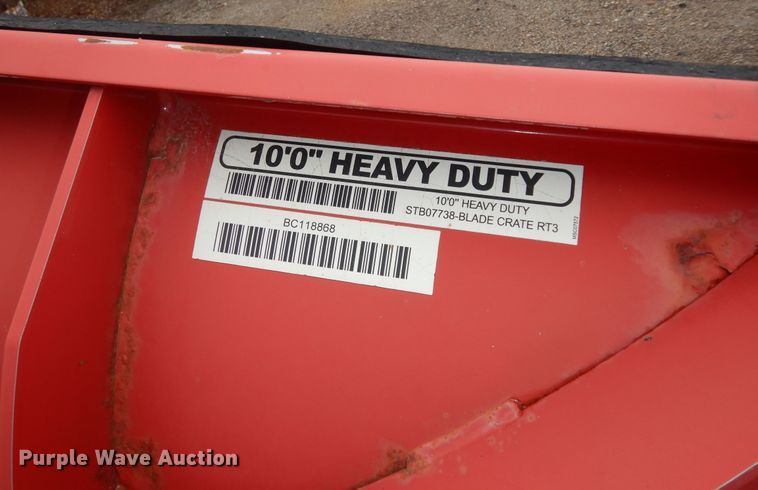 10'0" HEAVY DUTY
10'0" HEAVY DUTY
STB07738-BLADE CRATE RT3
BC118868
Purple Wave Auction